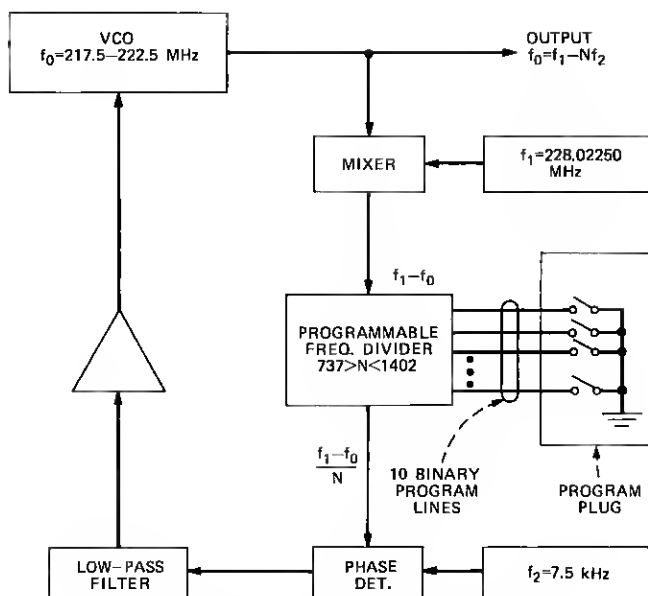 VCO
f0=217.5–222.5 MHz
OUTPUT
f0=f1–Nf2
MIXER
f1=228.02250
MHz
f1–f0
PROGRAMMABLE
FREQ. DIVIDER
737>N<1402
f1–f0
N
10 BINARY
PROGRAM
LINES
PROGRAM
PLUG
LOW–PASS
FILTER
PHASE
DET.
f2=7.5 kHz